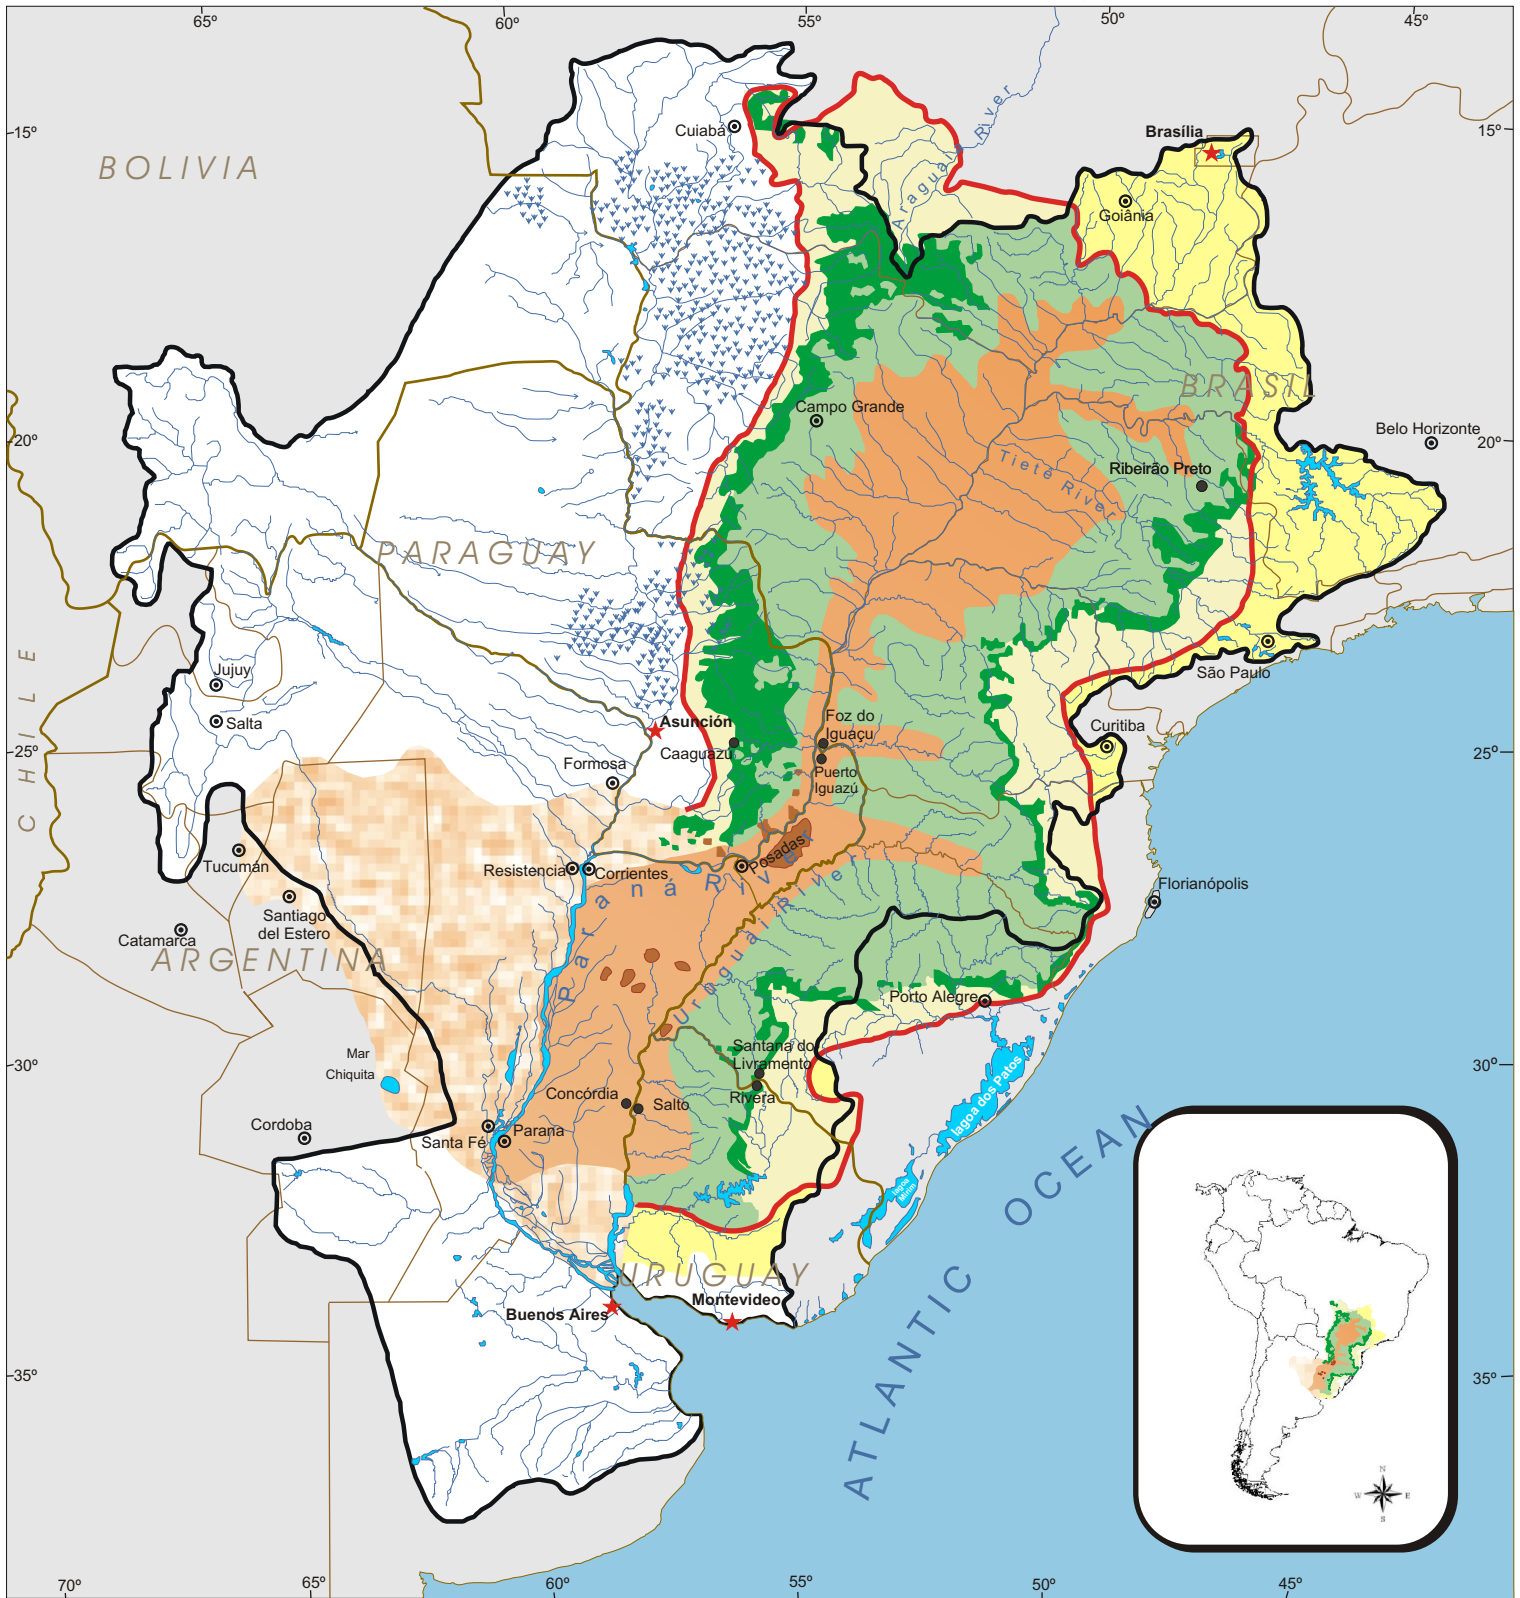 65º
60º
55º
50º
45º
15º
15º
BOLIVIA
Cuiabá
Araguaia River
Brasília
Goiânia
BRASIL
Campo Grande
20º
20º
Belo Horizonte
Tietê River
Ribeirão Preto
PARAGUAY
CHILE
Jujuy
Salta
Asunción
Caaguazú
Foz do
Iguaçu
Puerto
Iguazú
São Paulo
Curitiba
25º
25º
Formosa
Tucumán
Resistencia
Corrientes
Posadas
Paraná River
Uruguai River
Santiago
del Estero
Catamarca
ARGENTINA
Florianópolis
Porto Alegre
Mar
Chiquita
Santana do
Livramento
Rivera
lagoa dos Patos
30º
30º
Concórdia
Salto
Cordoba
Santa Fé
Parana
lagoa
Mirim
URUGUAY
Buenos Aires
Montevideo
ATLANTIC OCEAN
35º
35º
N
W
E
S
70º
65º
60º
55º
50º
45º